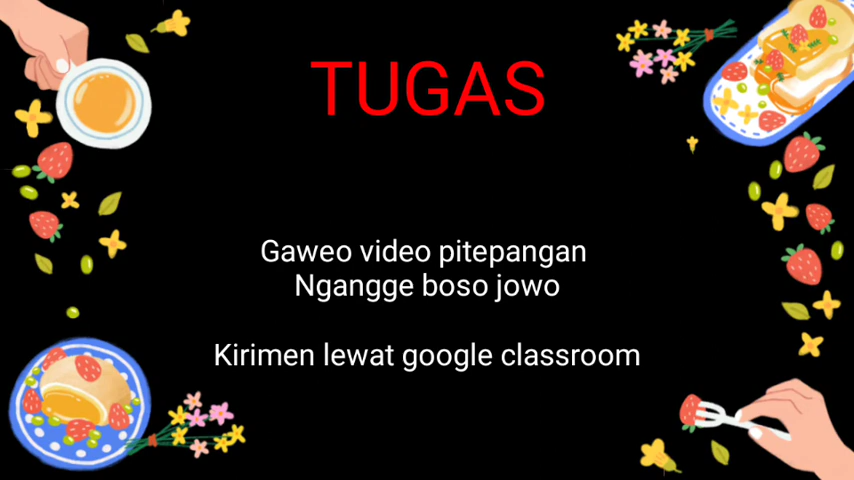 TUGAS
Gaweo video pitepangan
Ngangge boso jowo
Kirimen lewat google classroom